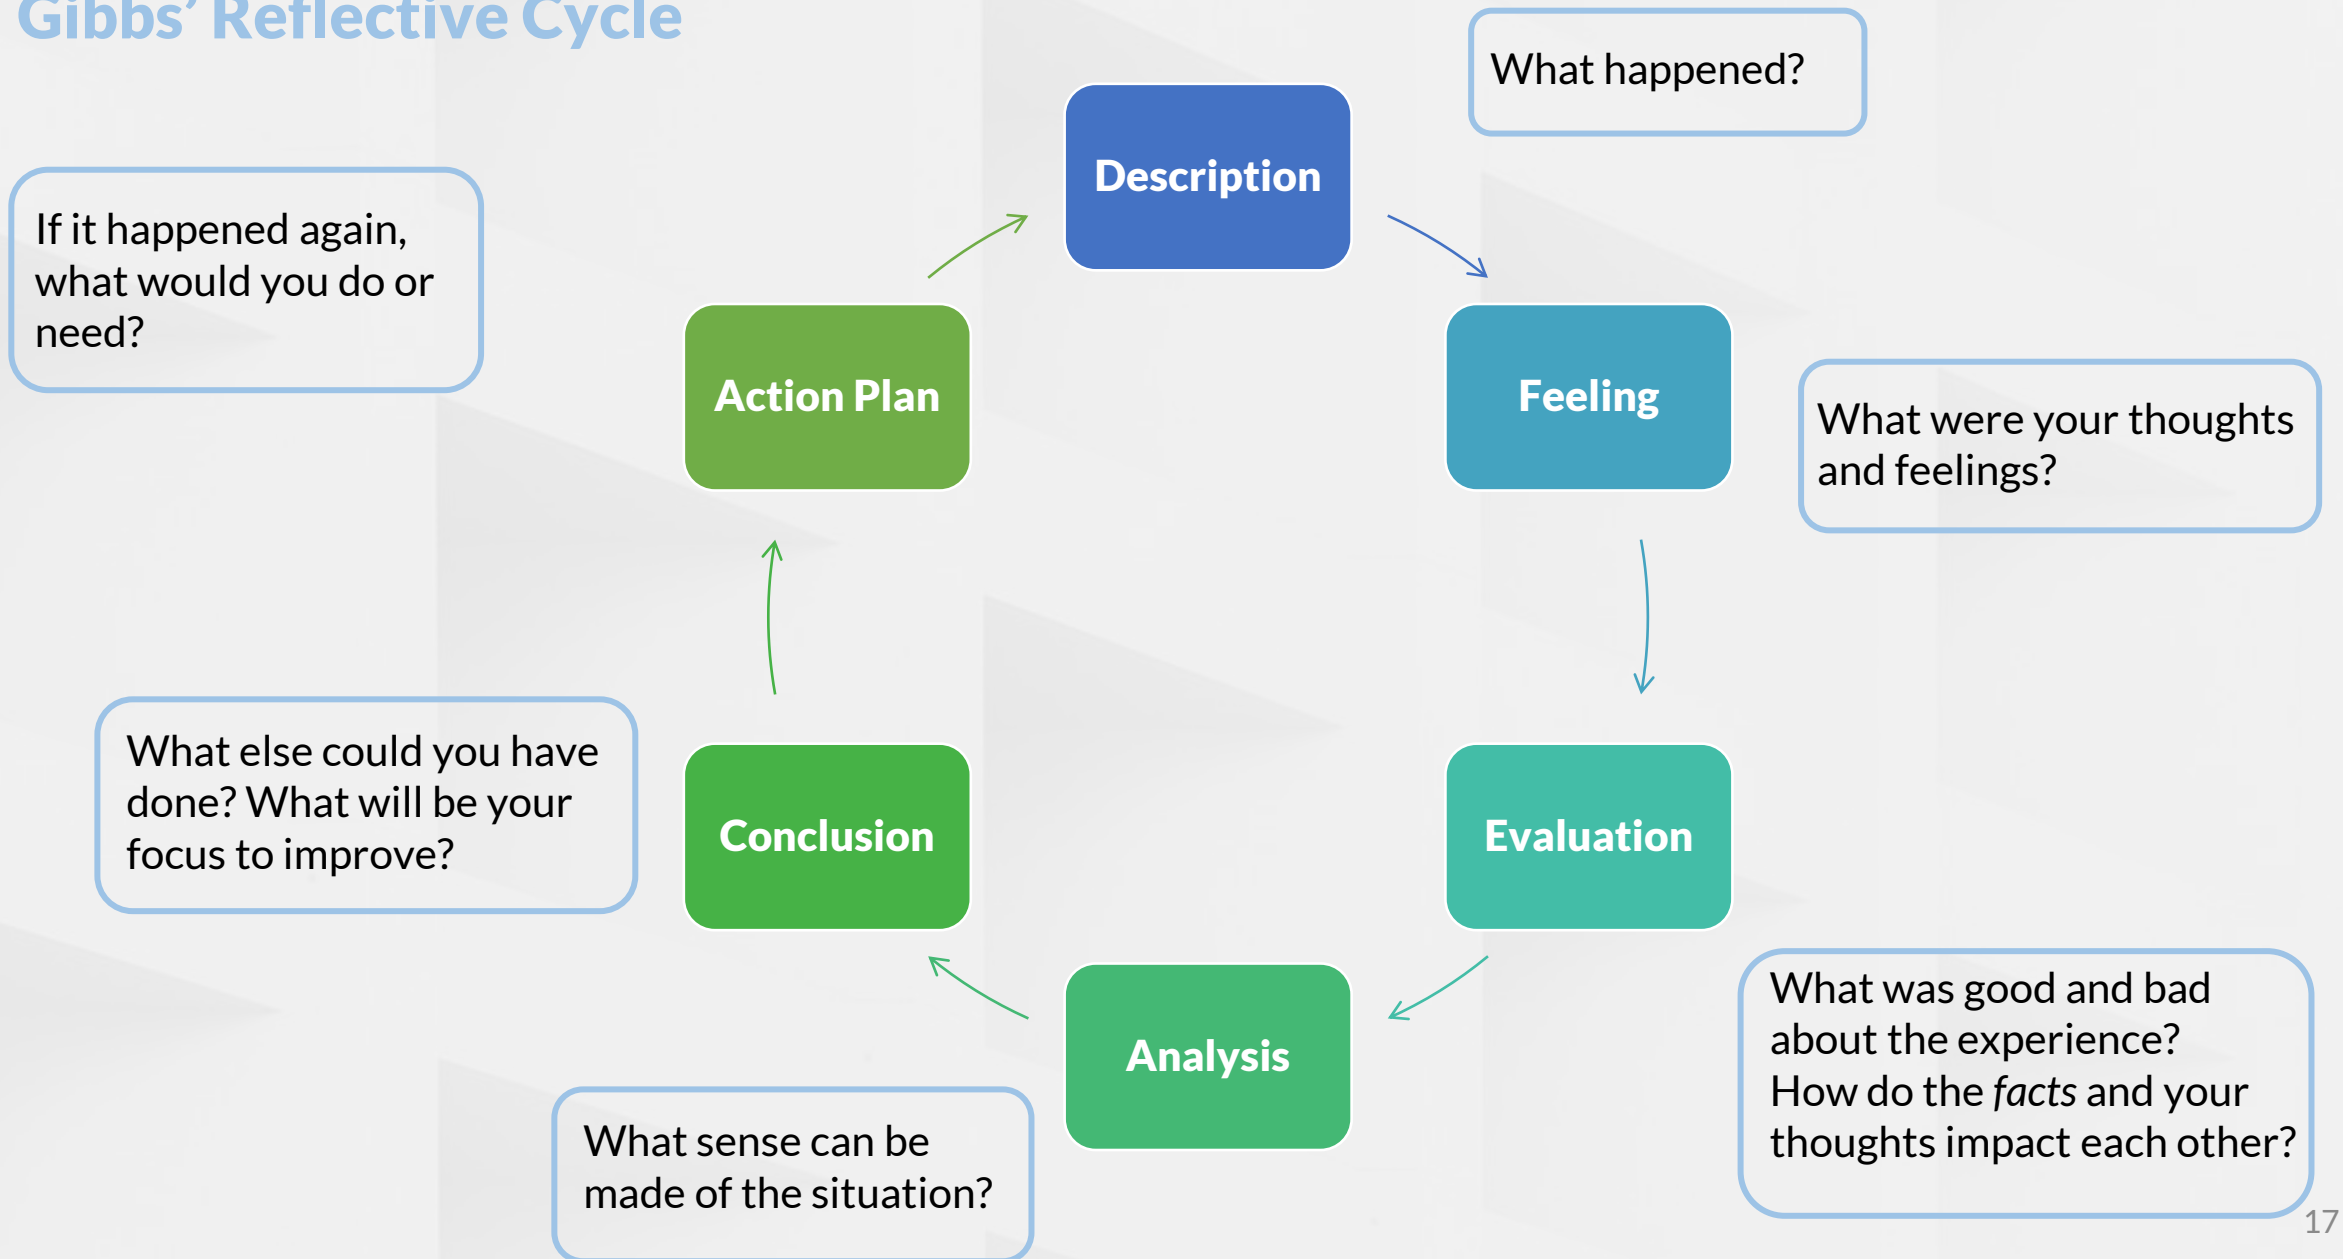 Gibbs’ Reflective Cycle
What happened?
Description
If it happened again,
what would you do or
need?
Action Plan
Feeling
What were your thoughts
and feelings?
What else could you have
done? What will be your
focus to improve?
Conclusion
Evaluation
What was good and bad
about the experience?
How do the facts and your
thoughts impact each other?
Analysis
What sense can be
made of the situation?
17